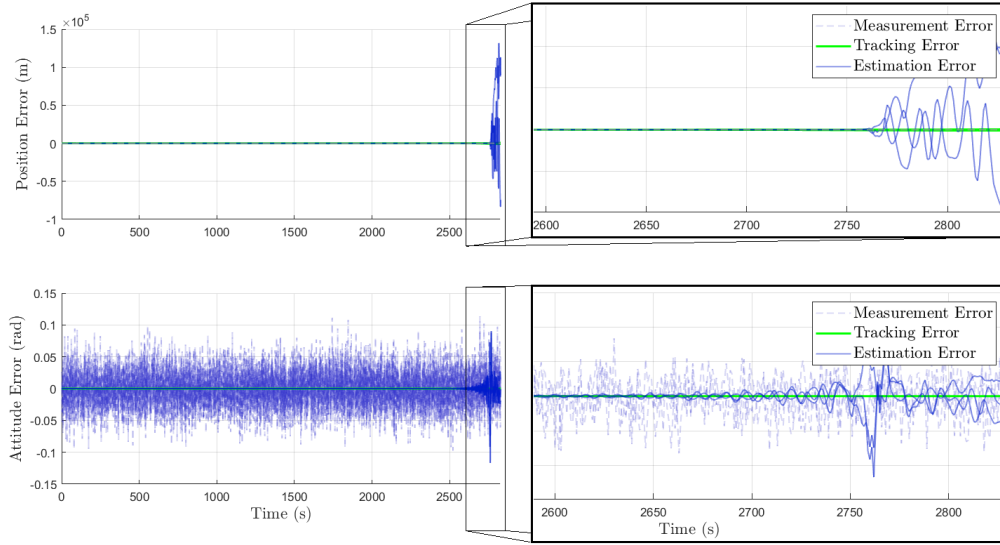 ×10⁵
Position Error (m)
1.5
1
0.5
0
-0.5
-1
0 500 1000 1500 2000 2500
Measurement Error
Tracking Error
Estimation Error
2600 2650 2700 2750 2800
Attitude Error (rad)
0.15
0.1
0.05
0
-0.05
-0.1
-0.15
0 500 1000 1500 2000 2500
Time (s)
Measurement Error
Tracking Error
Estimation Error
2600 2650 2700 2750 2800
Time (s)